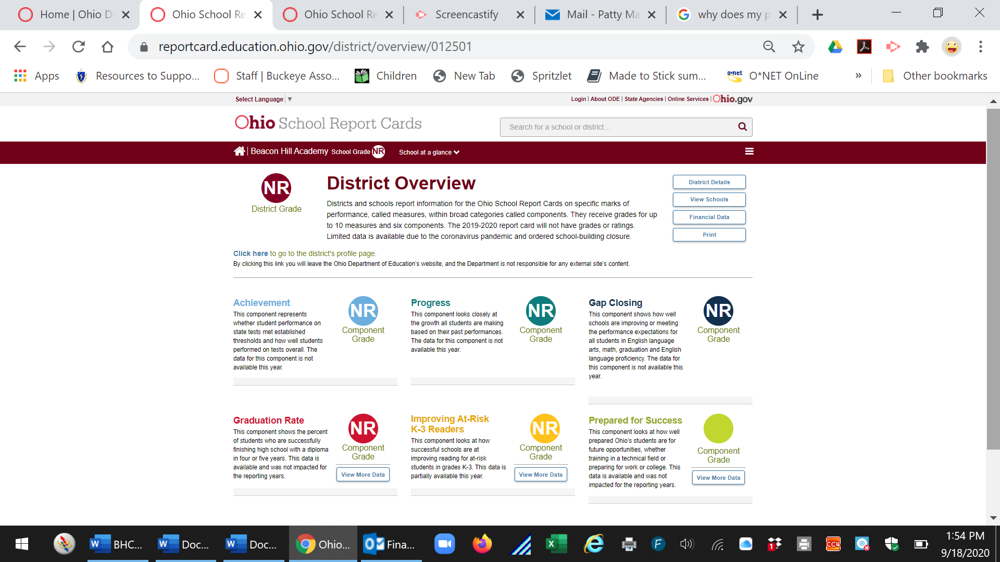 Home | Ohio D
Ohio School Re
Ohio School Re
Screencastify
Mail - Patty Ma
why does my p
reportcard.education.ohio.gov/district/overview/012501
Apps
Resources to Suppo...
Staff | Buckeye Asso...
Children
New Tab
Spritzlet
Made to Stick sum...
O*NET OnLine
»
Other bookmarks
Select Language ▼
Login | About ODE | State Agencies | Online Services | Ohio.gov
Ohio School Report Cards
Search for a school or district...
Beacon Hill Academy School Grade NR
School at a glance
NR
District Grade
District Overview
Districts and schools report information for the Ohio School Report Cards on specific marks of
performance, called measures, within broad categories called components. They receive grades for up
to 10 measures and six components. The 2019-2020 report card will not have grades or ratings.
Limited data is available due to the coronavirus pandemic and ordered school-building closure.
District Details
View Schools
Financial Data
Print
Click here to go to the district's profile page.
By clicking this link you will leave the Ohio Department of Education's website, and the Department is not responsible for any external site's content.
Achievement
This component represents
whether student performance on
state tests met established
thresholds and how well students
performed on tests overall. The
data for this component is not
available this year.
NR
Component
Grade
Progress
This component looks closely at
the growth all students are making
based on their past performances.
The data for this component is not
available this year.
NR
Component
Grade
Gap Closing
This component shows how well
schools are improving or meeting
the performance expectations for
all students in English language
arts, math, graduation and English
language proficiency. The data for
this component is not available this
year.
NR
Component
Grade
Graduation Rate
This component shows the percent
of students who are successfully
finishing high school with a diploma
in four or five years. This data is
available and was not impacted for
the reporting years.
NR
Component
Grade
View More Data
Improving At-Risk
K-3 Readers
This component looks at how
successful schools are at
improving reading for at-risk
students in grades K-3. This data is
partially available this year.
NR
Component
Grade
View More Data
Prepared for Success
This component looks at how well
prepared Ohio's students are for
future opportunities, whether
training in a technical field or
preparing for work or college. This
data is available and was not
impacted for the reporting years.
Component
Grade
View More Data
BHC...
Doc...
Doc...
Ohio...
Fina...
1:54 PM
9/18/2020